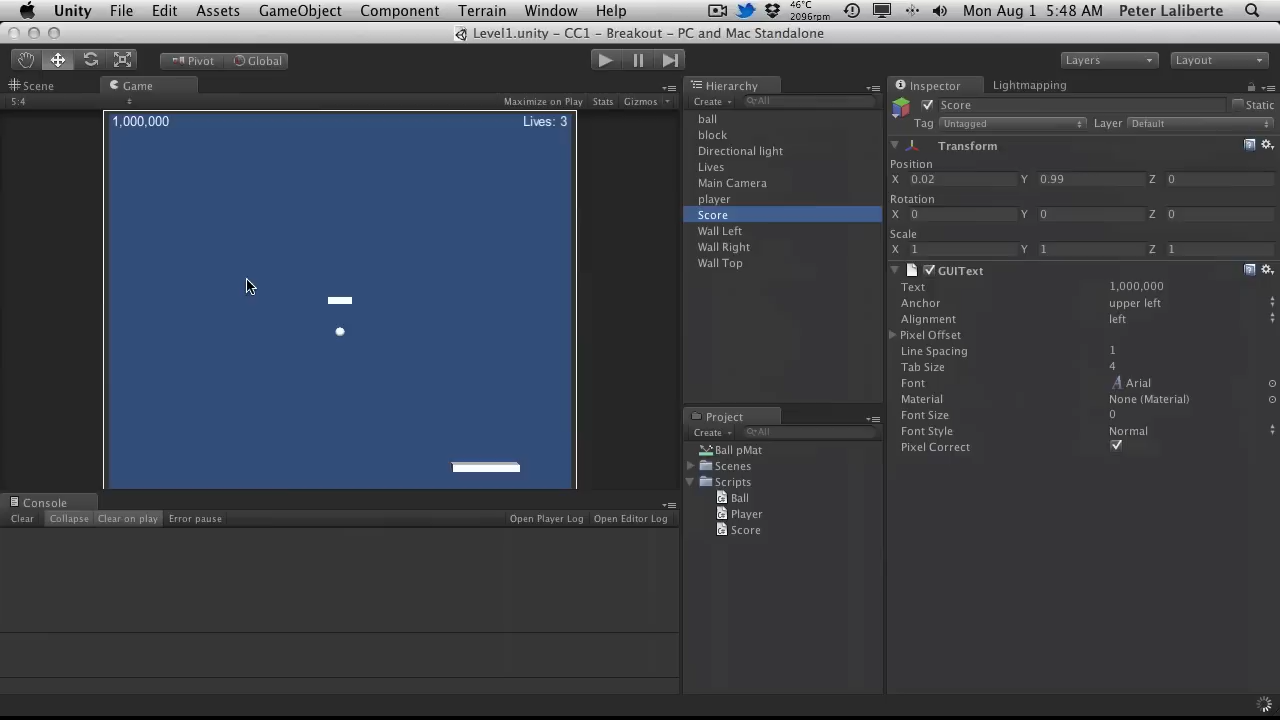 Unity File Edit Assets GameObject Component Terrain Window Help 46°C 2096rpm Mon Aug 1 5:48 AM Peter Laliberte
Level1.unity – CC1 – Breakout – PC and Mac Standalone
Pivot Global Layers Layout
Scene Game
5:4 Maximize on Play Stats Gizmos
1,000,000 Lives: 3
Console
Clear Collapse Clear on play Error pause Open Player Log Open Editor Log
Hierarchy
Create All
ball
block
Directional light
Lives
Main Camera
player
Score
Wall Left
Wall Right
Wall Top
Project
Create All
Ball pMat
Scenes
Scripts
Ball
Player
Score
Inspector Lightmapping
Score Static
Tag Untagged Layer Default
Transform
Position
X 0.02 Y 0.99 Z 0
Rotation
X 0 Y 0 Z 0
Scale
X 1 Y 1 Z 1
GUIText
Text 1,000,000
Anchor upper left
Alignment left
Pixel Offset
Line Spacing 1
Tab Size 4
Font Arial
Material None (Material)
Font Size 0
Font Style Normal
Pixel Correct